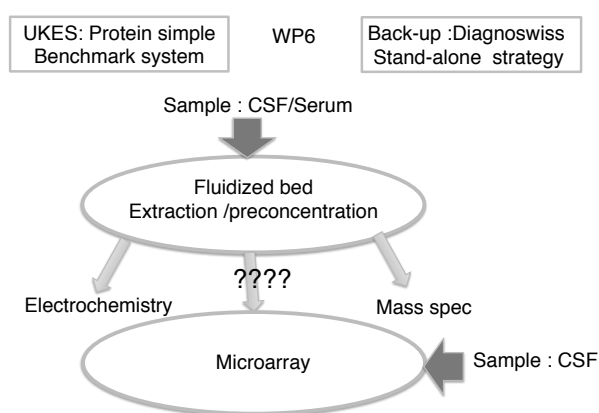 UKES: Protein simple
Benchmark system
WP6
Back-up :Diagnoswiss
Stand-alone strategy
Sample : CSF/Serum
Fluidized bed
Extraction /preconcentration
????
Electrochemistry
Mass spec
Microarray
Sample : CSF